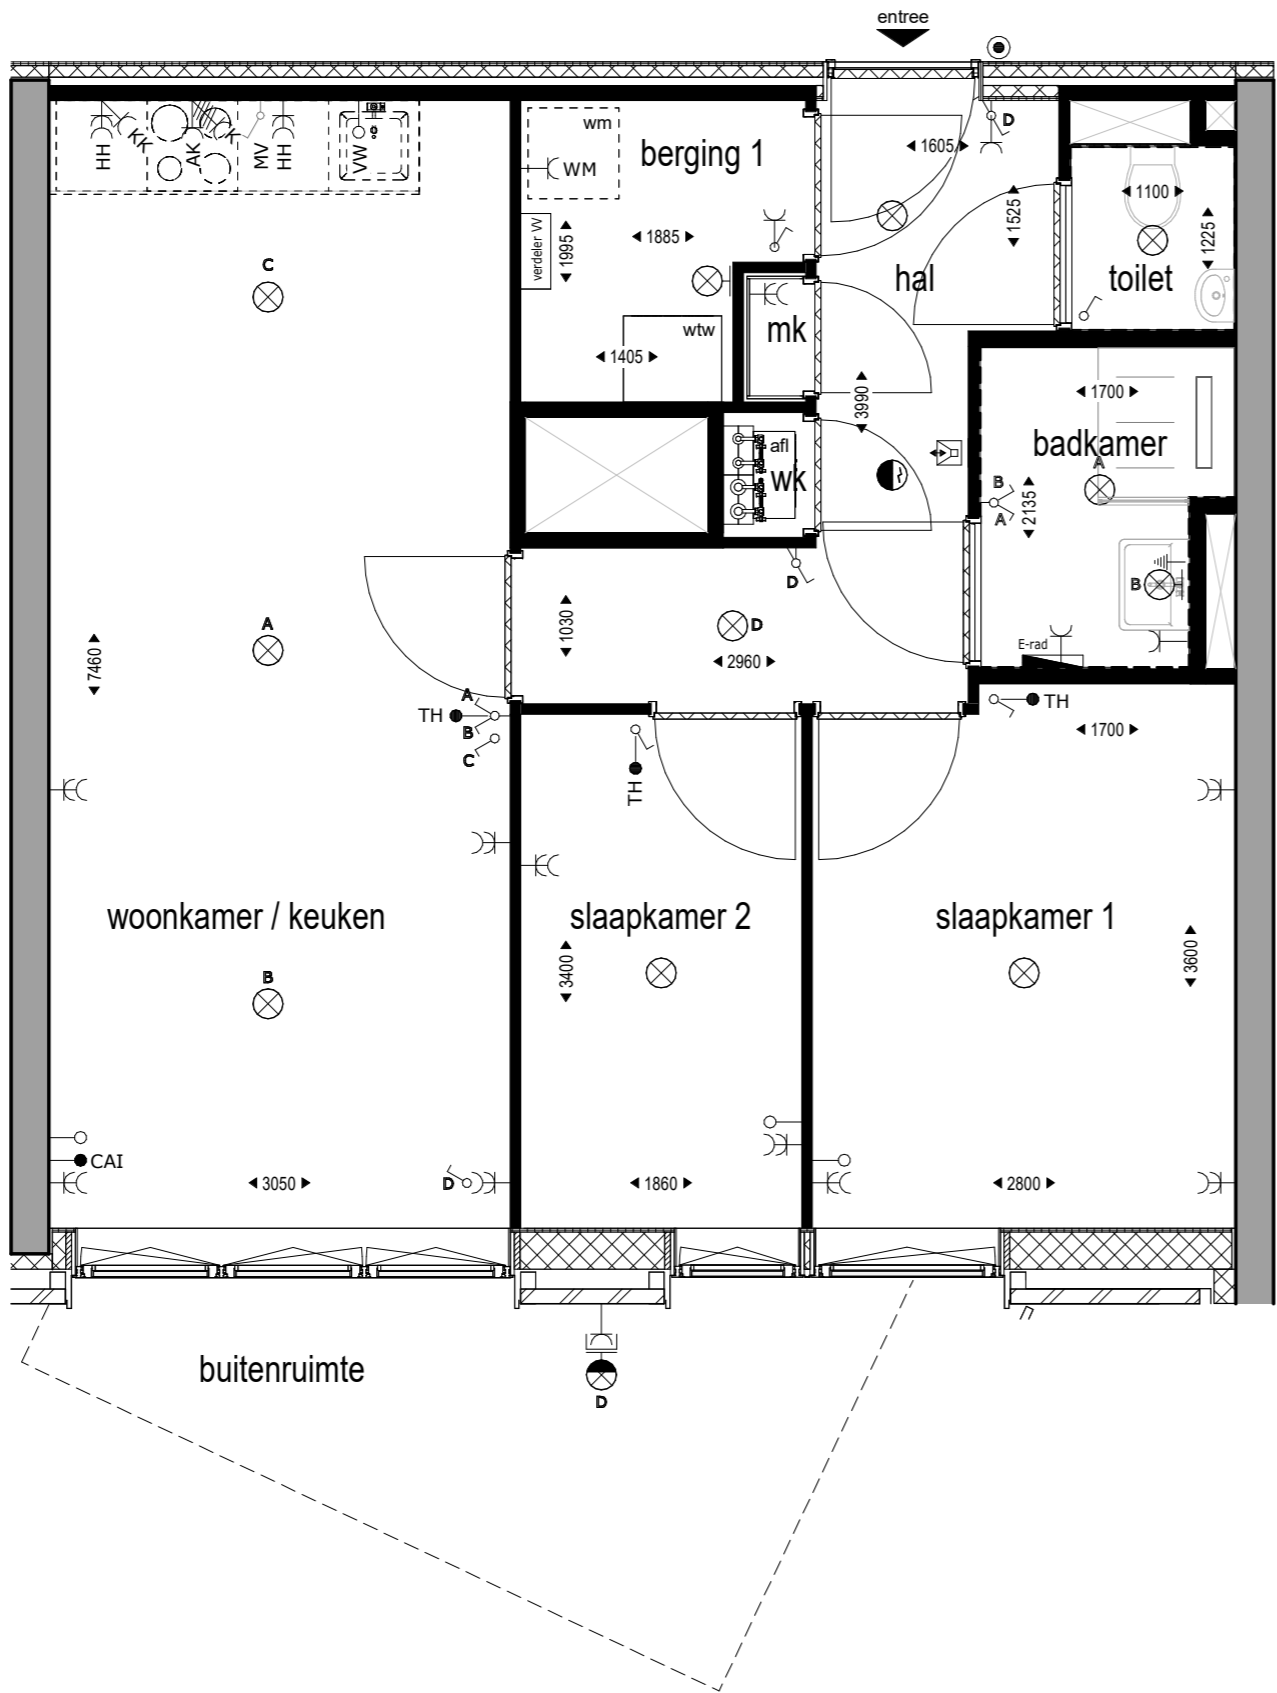 entree
D
wm
berging 1
1605
HH
KK
AK
K
MV
HH
VW
WM
1100
1525
1225
verdeler VV
1995
1885
C
hal
toilet
mk
wtw
1405
3990
1700
badkamer
A
afl
wk
B
A
2135
B
D
1030
D
A
E-rad
7460
2960
A
TH
B
C
TH
1700
TH
woonkamer / keuken
slaapkamer 2
slaapkamer 1
3400
3600
B
CAI
3050
D
1860
2800
buitenruimte
D